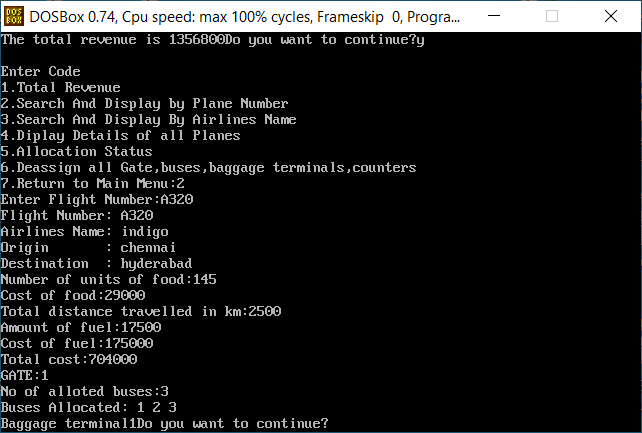 DOS BOX DOSBox 0.74, Cpu speed: max 100% cycles, Frameskip 0, Progra...
The total revenue is 1356800Do you want to continue?y
Enter Code
1.Total Revenue
2.Search And Display by Plane Number
3.Search And Display By Airlines Name
4.Diplay Details of all Planes
5.Allocation Status
6.Deassign all Gate,buses,baggage terminals,counters
7.Return to Main Menu:2
Enter Flight Number:A320
Flight Number: A320
Airlines Name: indigo
Origin       : chennai
Destination  : hyderabad
Number of units of food:145
Cost of food:29000
Total distance travelled in km:2500
Amount of fuel:17500
Cost of fuel:175000
Total cost:704000
GATE:1
No of alloted buses:3
Buses Allocated: 1 2 3
Baggage terminal1Do you want to continue?